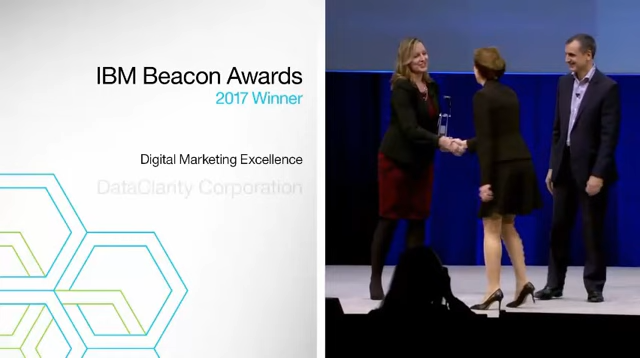 IBM Beacon Awards
2017 Winner
Digital Marketing Excellence
DataClarity Corporation